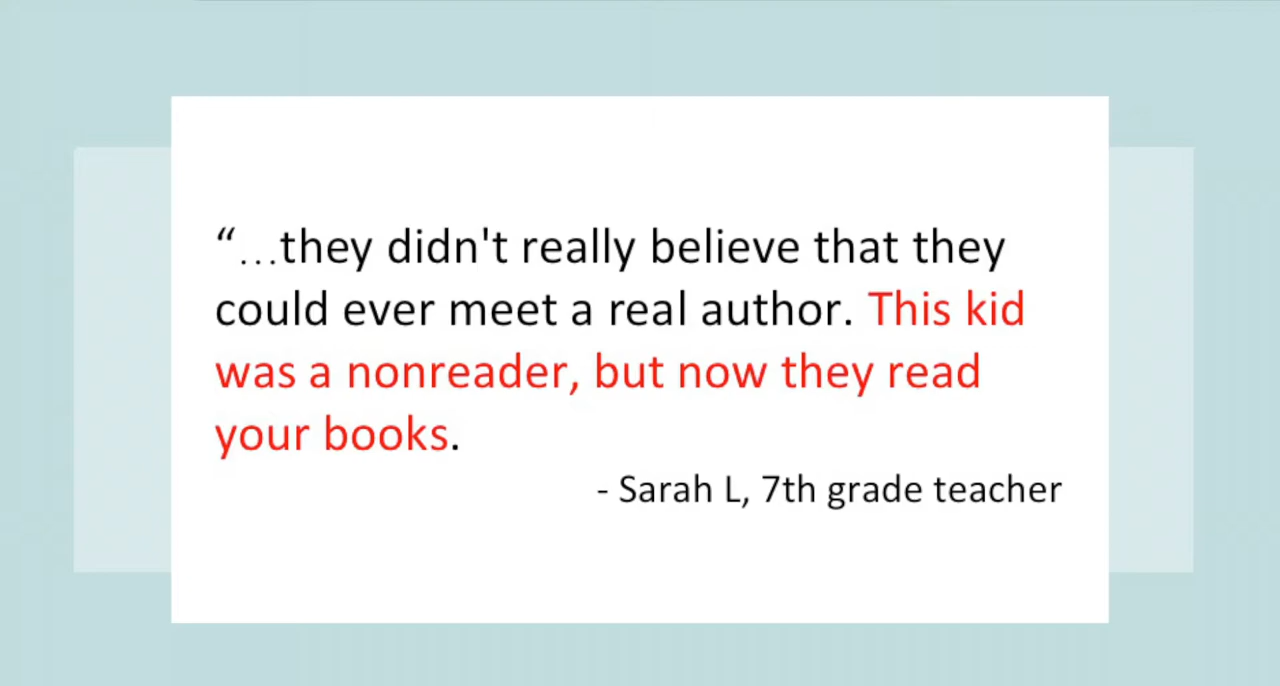 “...they didn't really believe that they
could ever meet a real author. This kid
was a nonreader, but now they read
your books.
- Sarah L, 7th grade teacher